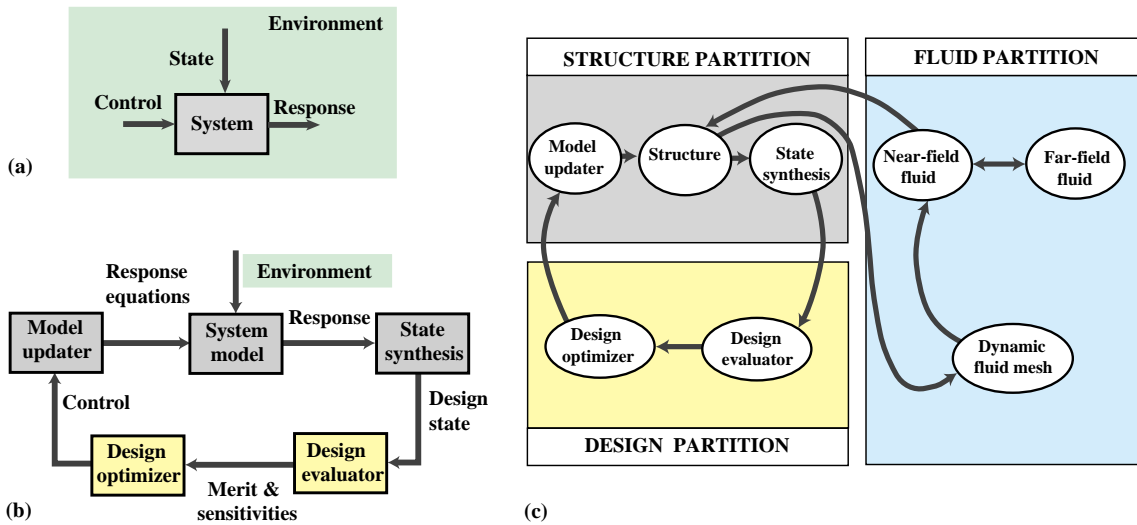 Environment
State
Control
Response
System
(a)
Response
equations
Environment
Response
Model
updater
System
model
State
synthesis
Control
Design
state
Design
optimizer
Design
evaluator
Merit &
sensitivities
(b)
STRUCTURE PARTITION
FLUID PARTITION
Model
updater
Structure
State
synthesis
Near-field
fluid
Far-field
fluid
Design
optimizer
Design
evaluator
Dynamic
fluid mesh
DESIGN PARTITION
(c)